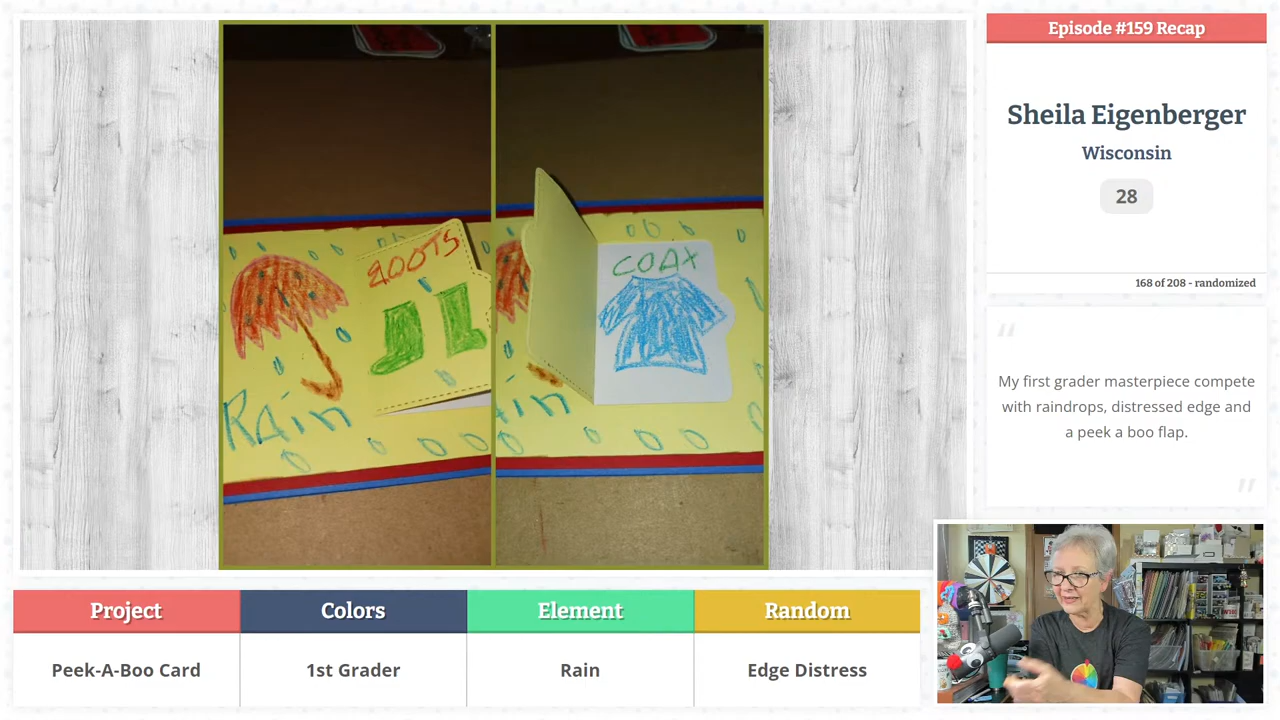 Episode #159 Recap
Sheila Eigenberger
Wisconsin
28
168 of 208 - randomized
My first grader masterpiece compete
with raindrops, distressed edge and
a peek a boo flap.
BOOTS
RAin
COAX
in
Project
Colors
Element
Random
Peek-A-Boo Card
1st Grader
Rain
Edge Distress